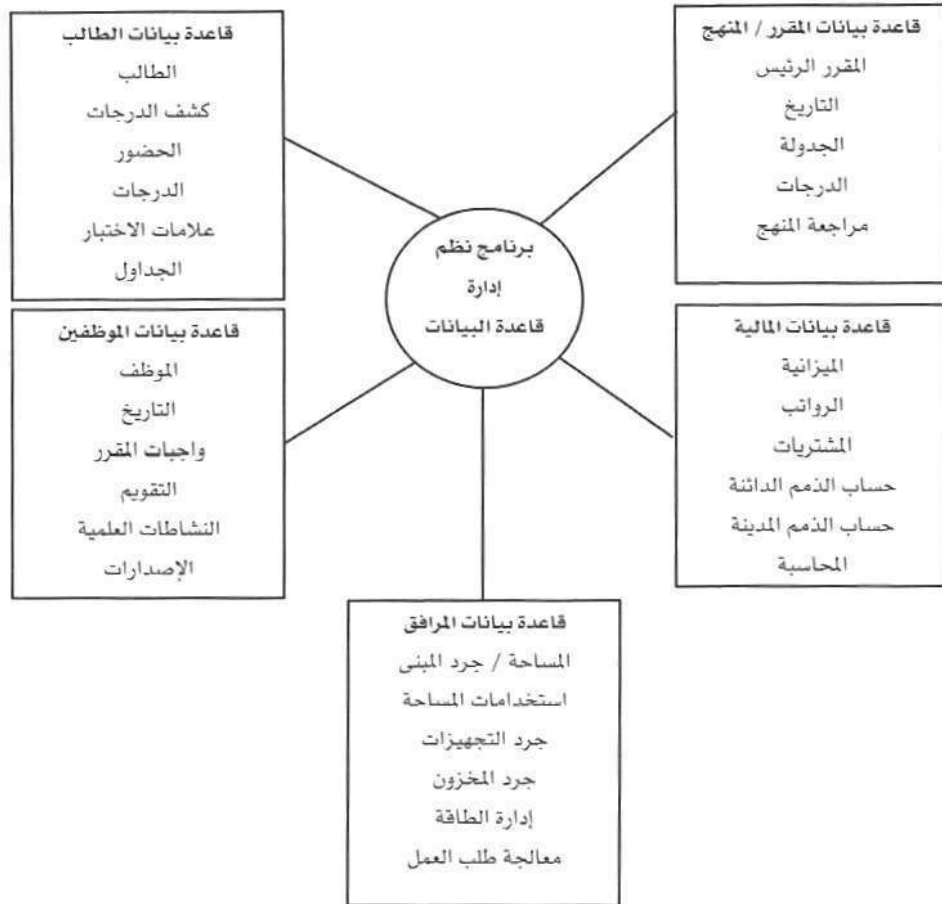 قاعدة بيانات المقرر / المنهج
المقرر الرئيس
التاريخ
الجدولة
الدرجات
مراجعة المنهج
قاعدة بيانات الطالب
الطالب
كشف الدرجات
الحضور
الدرجات
علامات الاختبار
الجداول
برنامج نظم
إدارة
قاعدة البيانات
قاعدة بيانات المالية
الميزانية
الرواتب
المشتريات
حساب الذمم الدائنة
حساب الذمم المدينة
المحاسبة
قاعدة بيانات الموظفين
الموظف
التاريخ
واجبات المقرر
التقويم
النشاطات العلمية
الإصدارات
قاعدة بيانات المرافق
المساحة / جرد المبنى
استخدامات المساحة
جرد التجهيزات
جرد المخزون
إدارة الطاقة
معالجة طلب العمل